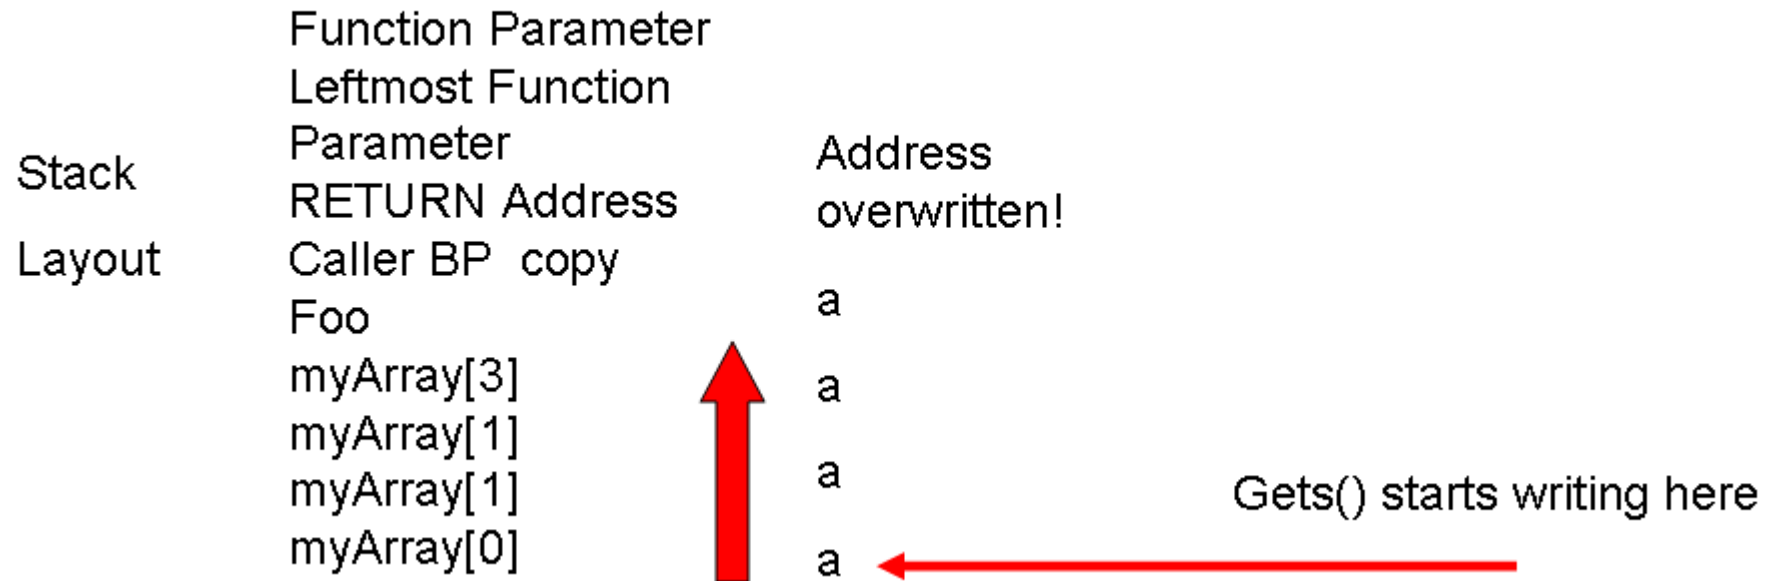 Function Parameter
Leftmost Function
Parameter
RETURN Address
Caller BP copy
Foo
myArray[3]
myArray[1]
myArray[1]
myArray[0]
Stack
Layout
Address
overwritten!
a
a
a
a
Gets() starts writing here